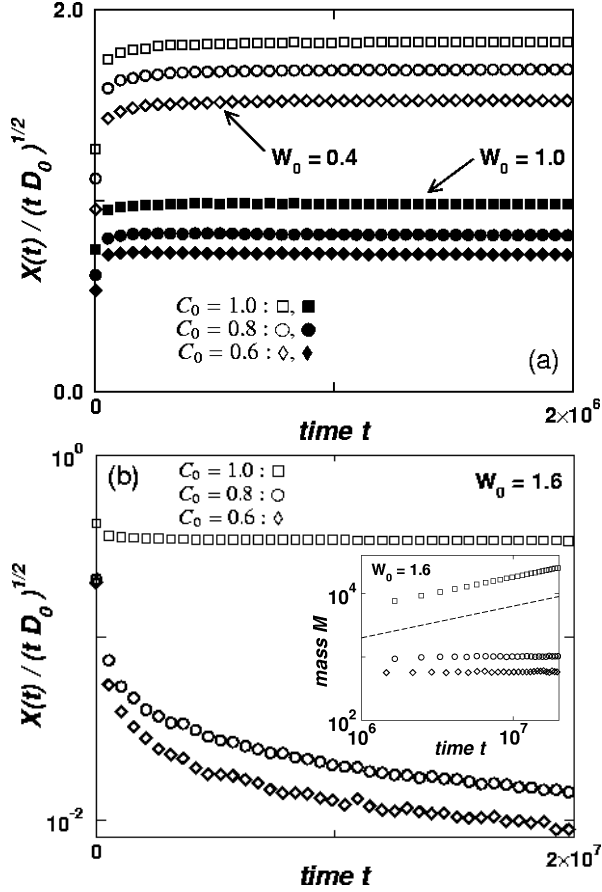 2.0
X(t) / (t D₀)^1/2
W₀ = 0.4
W₀ = 1.0
C₀ = 1.0 : □, ■
C₀ = 0.8 : ○, ●
C₀ = 0.6 : ◇, ◆
(a)
0.0
0
2×10⁶
time t
10⁰
(b)
C₀ = 1.0 : □
C₀ = 0.8 : ○
C₀ = 0.6 : ◇
W₀ = 1.6
X(t) / (t D₀)^1/2
W₀ = 1.6
10⁴
mass M
10²
10⁶
10⁷
time t
10⁻²
0
2×10⁷
time t